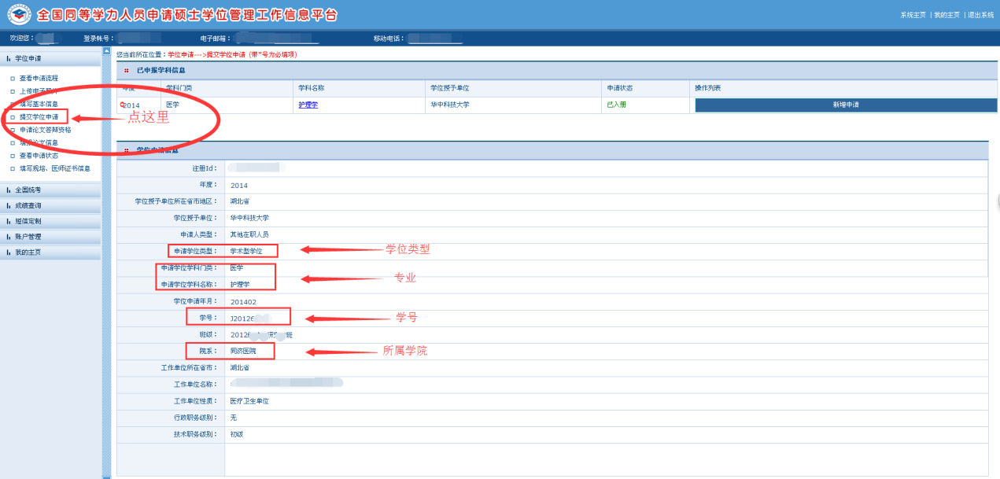 全国同等学力人员申请硕士学位管理工作信息平台
系统主页 | 我的主页 | 退出系统
欢迎您： 登录帐号： 电子邮箱： 移动电话：
学位申请
查看申请流程
上传电子照片
填写基本信息
提交学位申请
申请论文答辩资格
填报论文信息
查看申请状态
填写规培、医师证书信息
全国统考
成绩查询
短信定制
账户管理
我的主页
点这里
您当前所在位置：学位申请--->提交学位申请 (带*号为必填项)
已申报学科信息
年度 学科门类 学科名称 学位授予单位 申请状态 操作列表
2014 医学 护理学 华中科技大学 已入册 新增申请
学位申请信息
注册Id：
年度： 2014
学位授予单位所在省市地区： 湖北省
学位授予单位： 华中科技大学
申请人类型： 其他在职人员
申请学位类型： 学术型学位 学位类型
申请学位学科门类： 医学
申请学位学科名称： 护理学 专业
学位申请年月： 201402
学号： J2012 学号
班级： 2012 班
院系： 同济医院 所属学院
工作单位所在省市： 湖北省
工作单位名称：
工作单位性质： 医疗卫生单位
行政职务级别： 无
技术职务级别： 初级